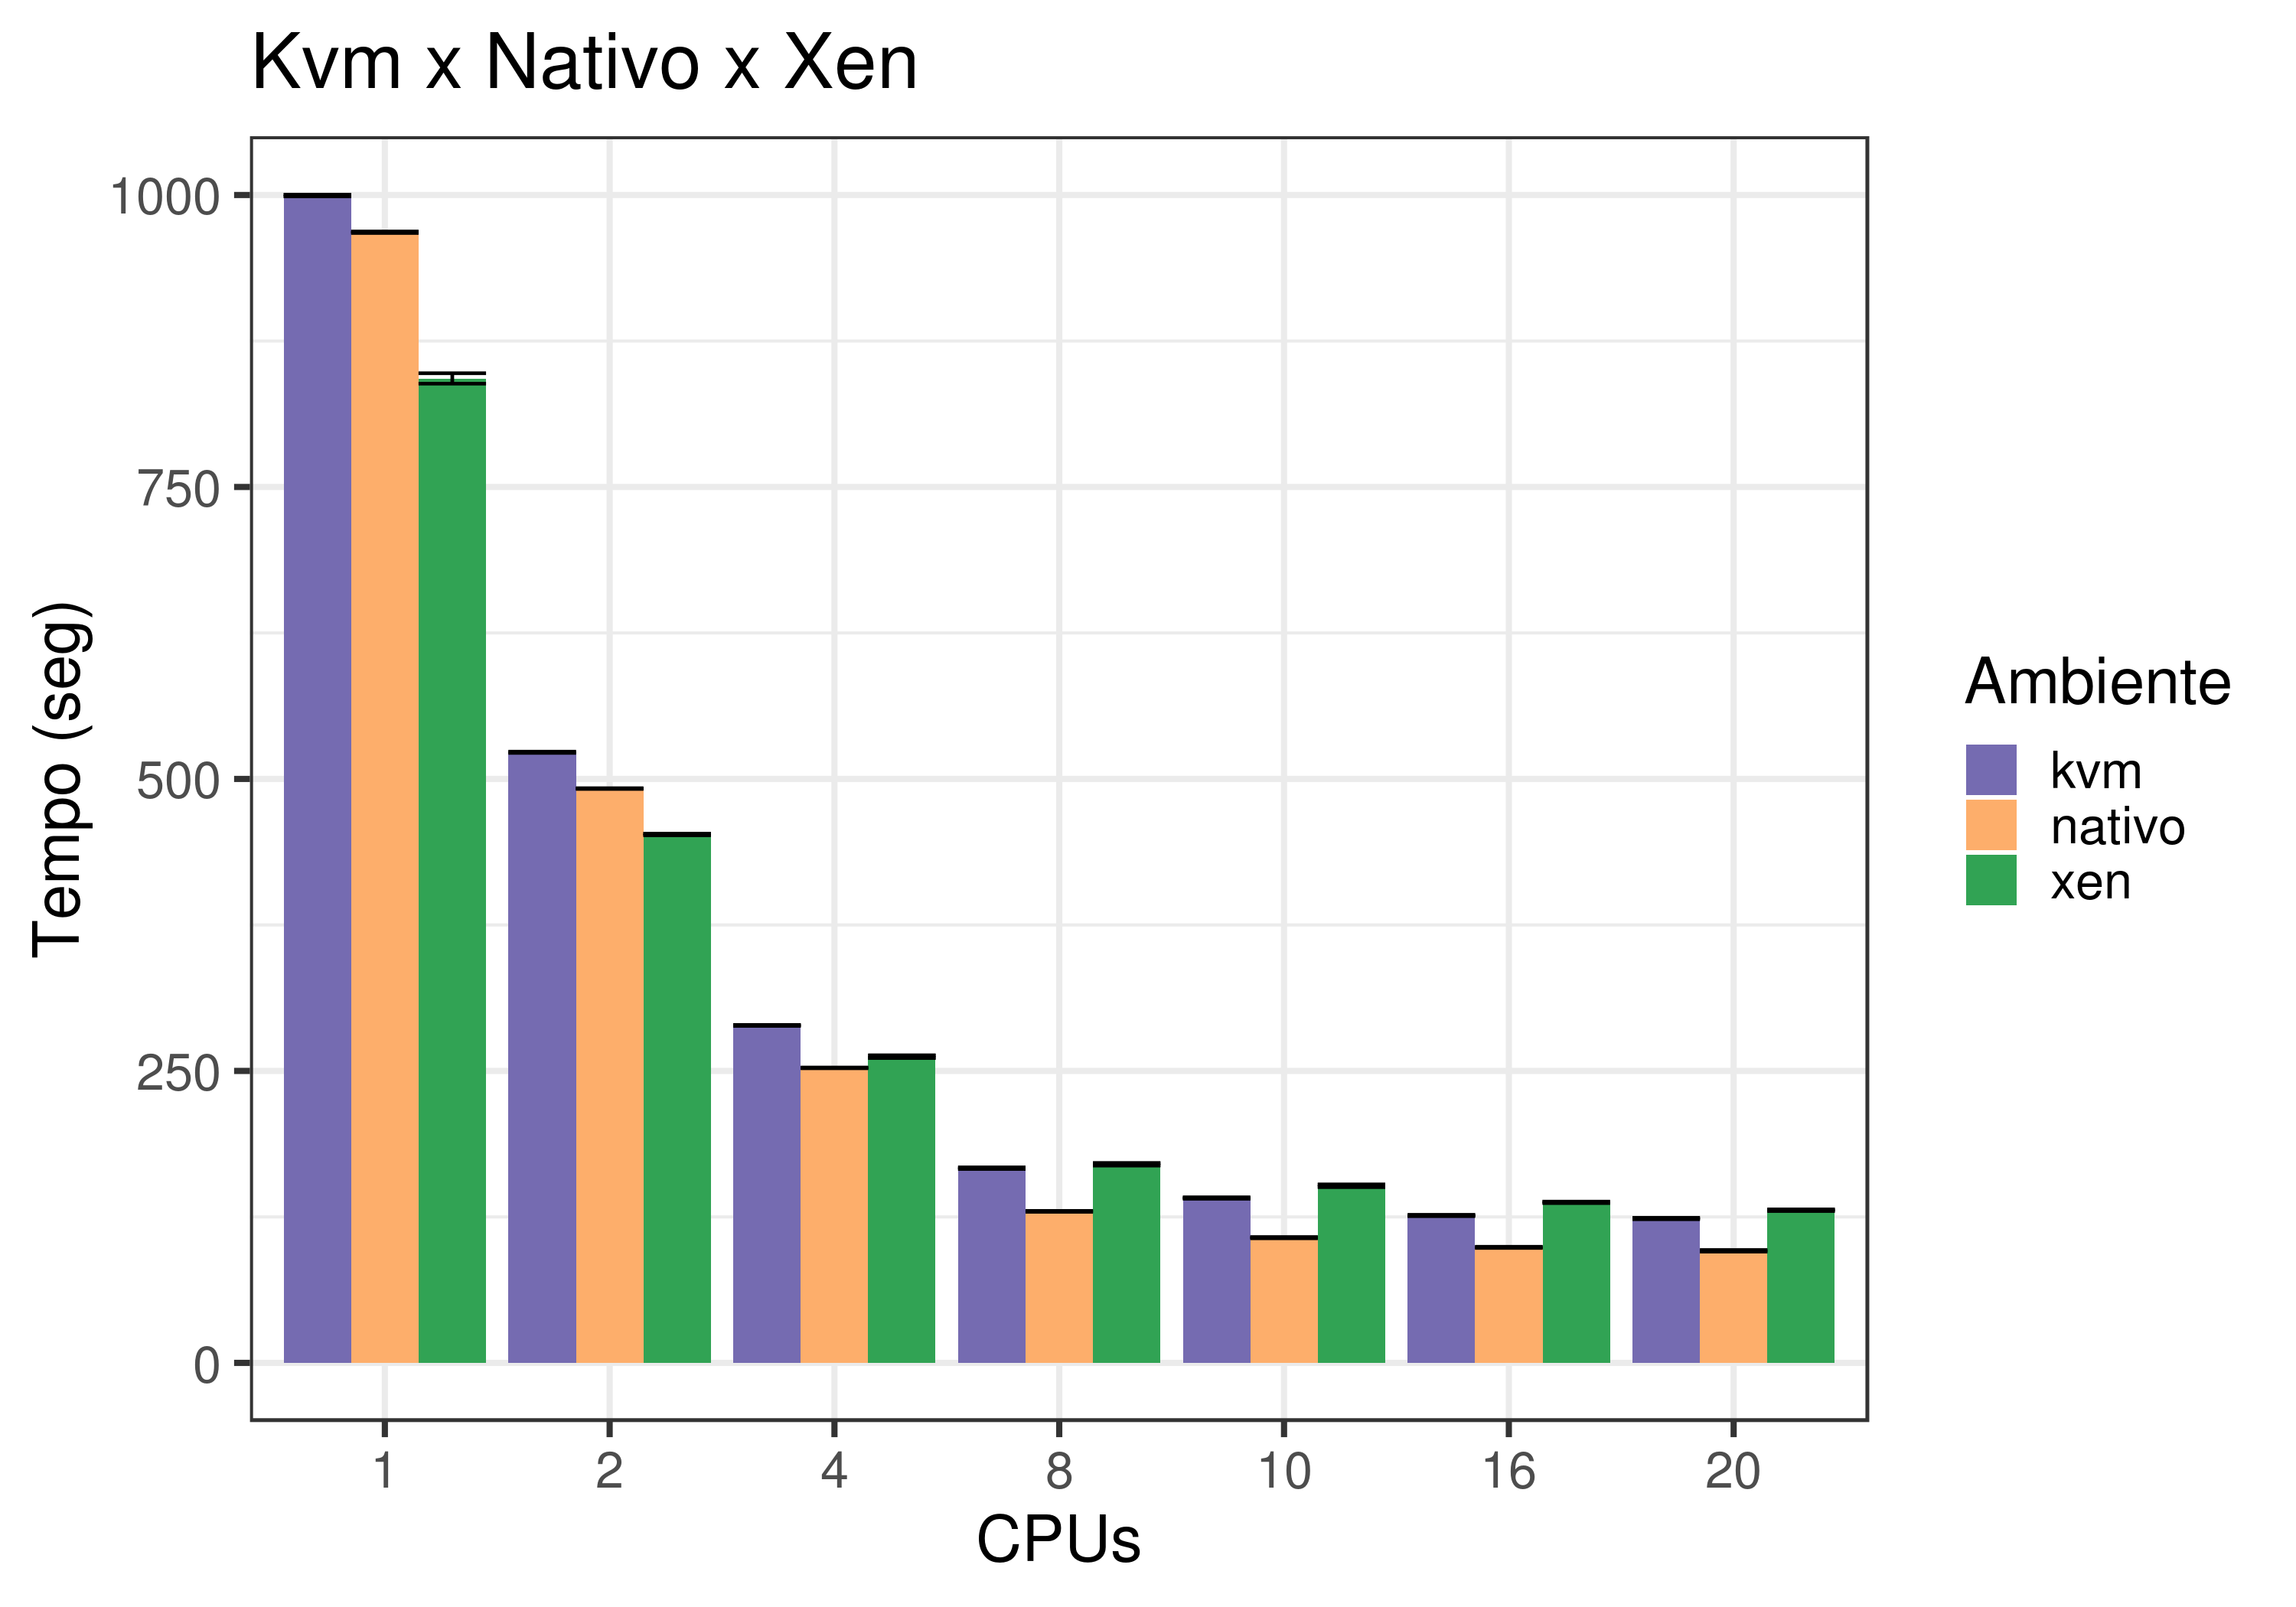 Kvm x Nativo x Xen
Tempo (seg)
1000
750
500
250
0
1 2 4 8 10 16 20
CPUs
Ambiente
kvm
nativo
xen